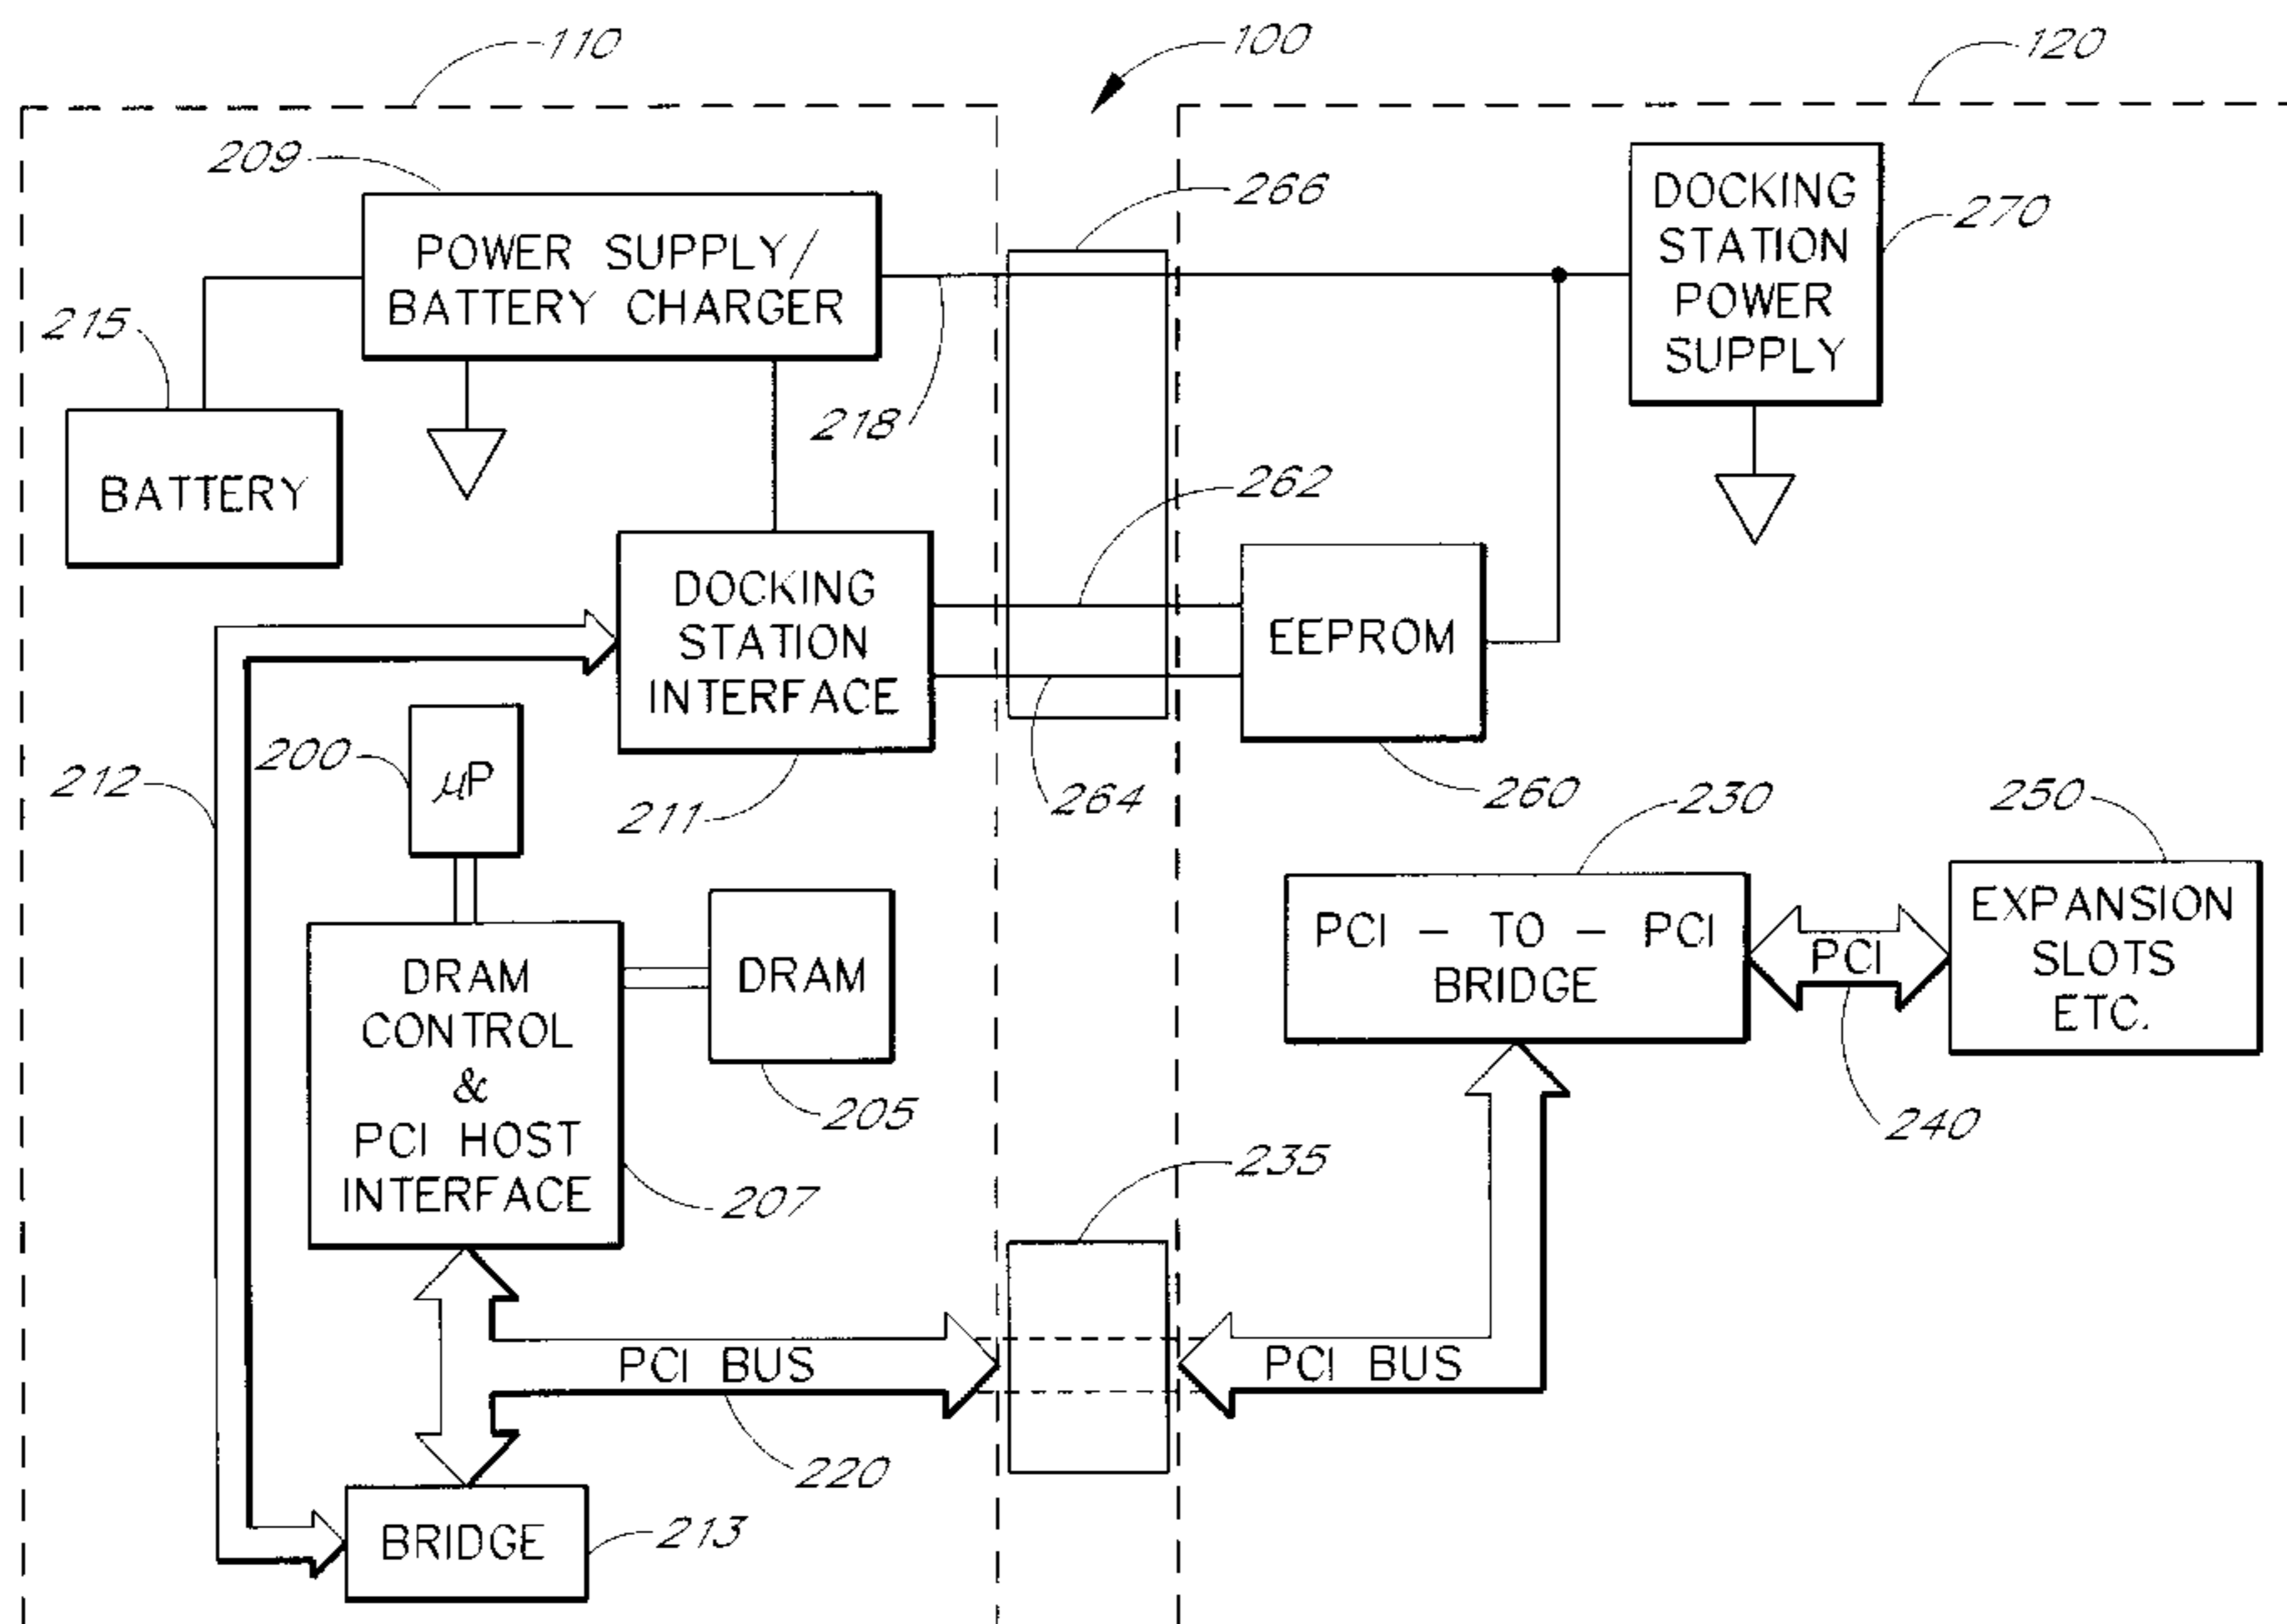 110
100
120
209
266
POWER SUPPLY/
BATTERY CHARGER
DOCKING
STATION
POWER
SUPPLY
270
215
218
BATTERY
262
DOCKING
STATION
INTERFACE
EEPROM
200
μP
212
211
264
260
230
250
DRAM
CONTROL
&
PCI HOST
INTERFACE
DRAM
PCI - TO - PCI
BRIDGE
PCI
EXPANSION
SLOTS
ETC.
205
240
207
235
PCI BUS
PCI BUS
220
BRIDGE
213